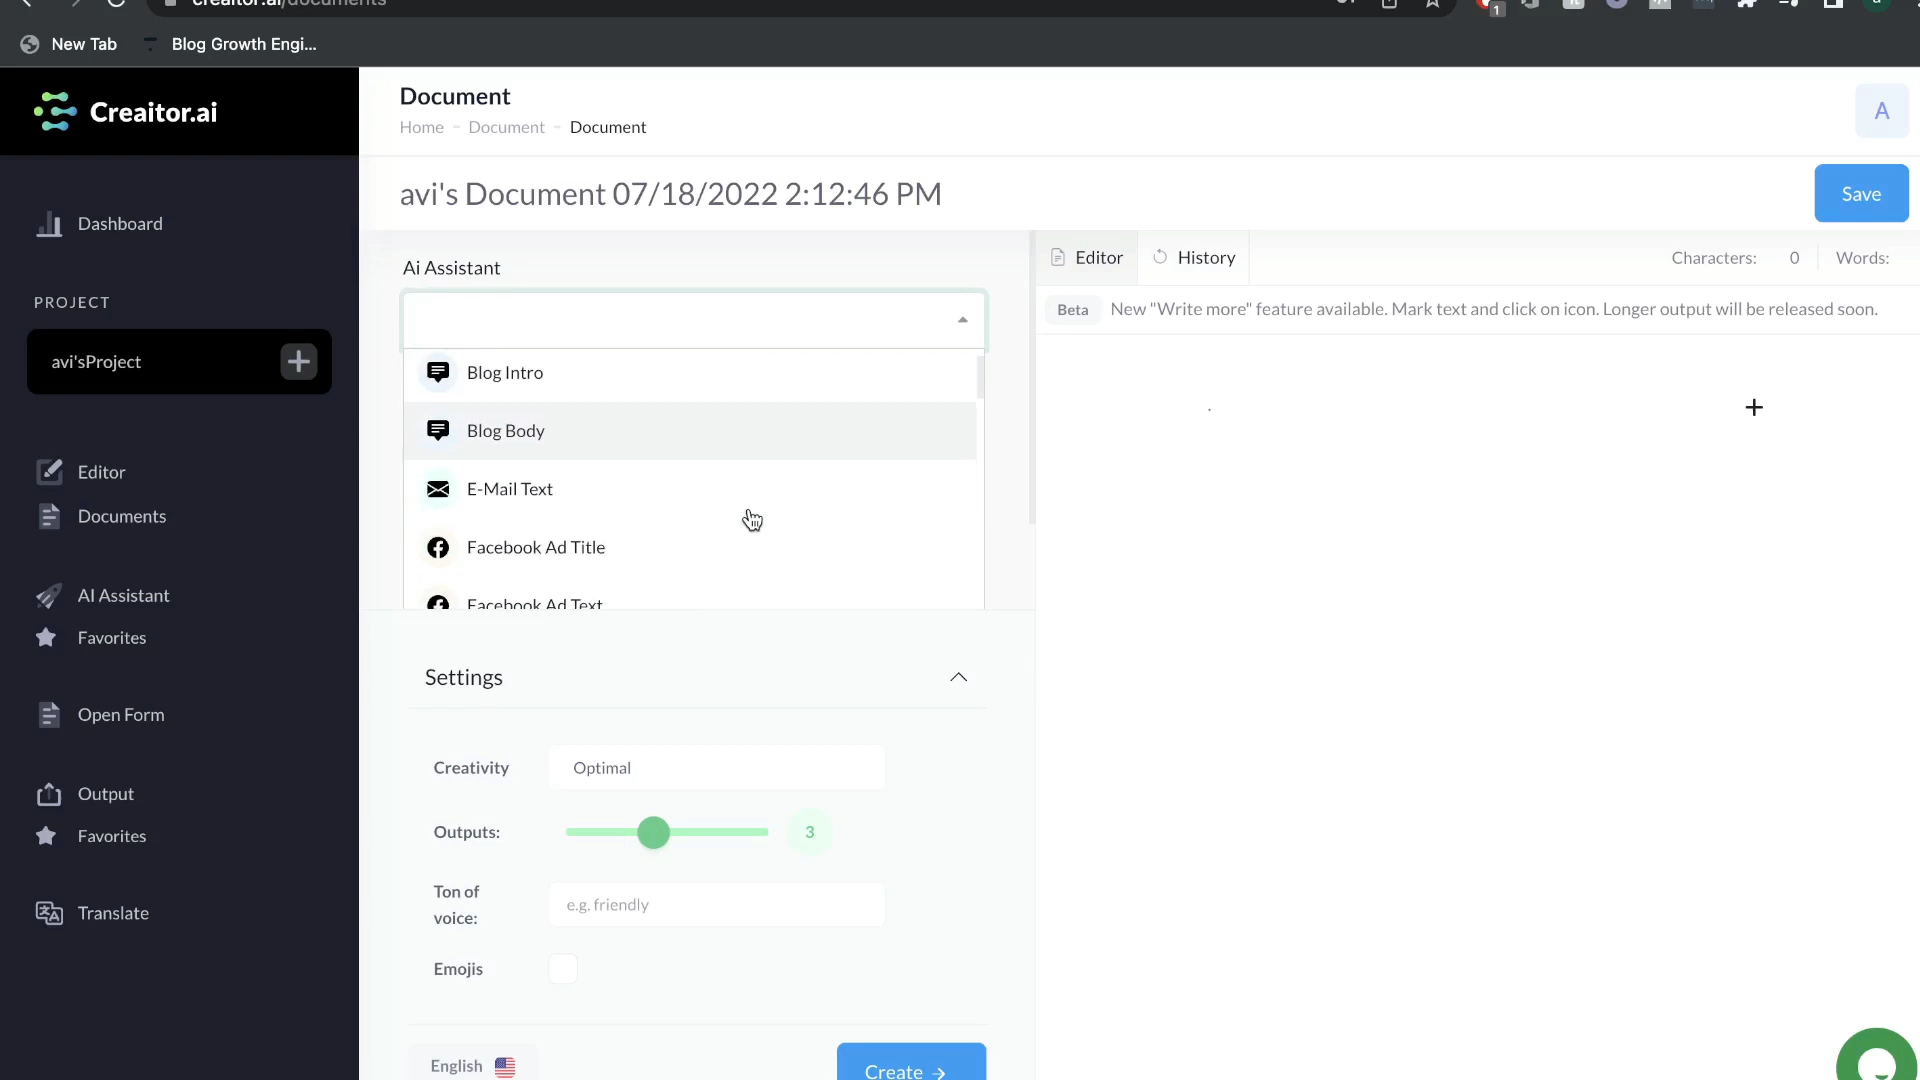 creaitor.ai/documents
1
New Tab
Blog Growth Engi...
Creaitor.ai
Document
Home - Document - Document
A
avi's Document 07/18/2022 2:12:46 PM
Save
Dashboard
PROJECT
avi'sProject
Editor
Documents
AI Assistant
Favorites
Open Form
Output
Favorites
Translate
Ai Assistant
Blog Intro
Blog Body
E-Mail Text
Facebook Ad Title
Facebook Ad Text
Settings
Creativity
Optimal
Outputs:
3
Ton of
voice:
e.g. friendly
Emojis
English
Create →
Editor
History
Characters: 0
Words:
Beta
New "Write more" feature available. Mark text and click on icon. Longer output will be released soon.